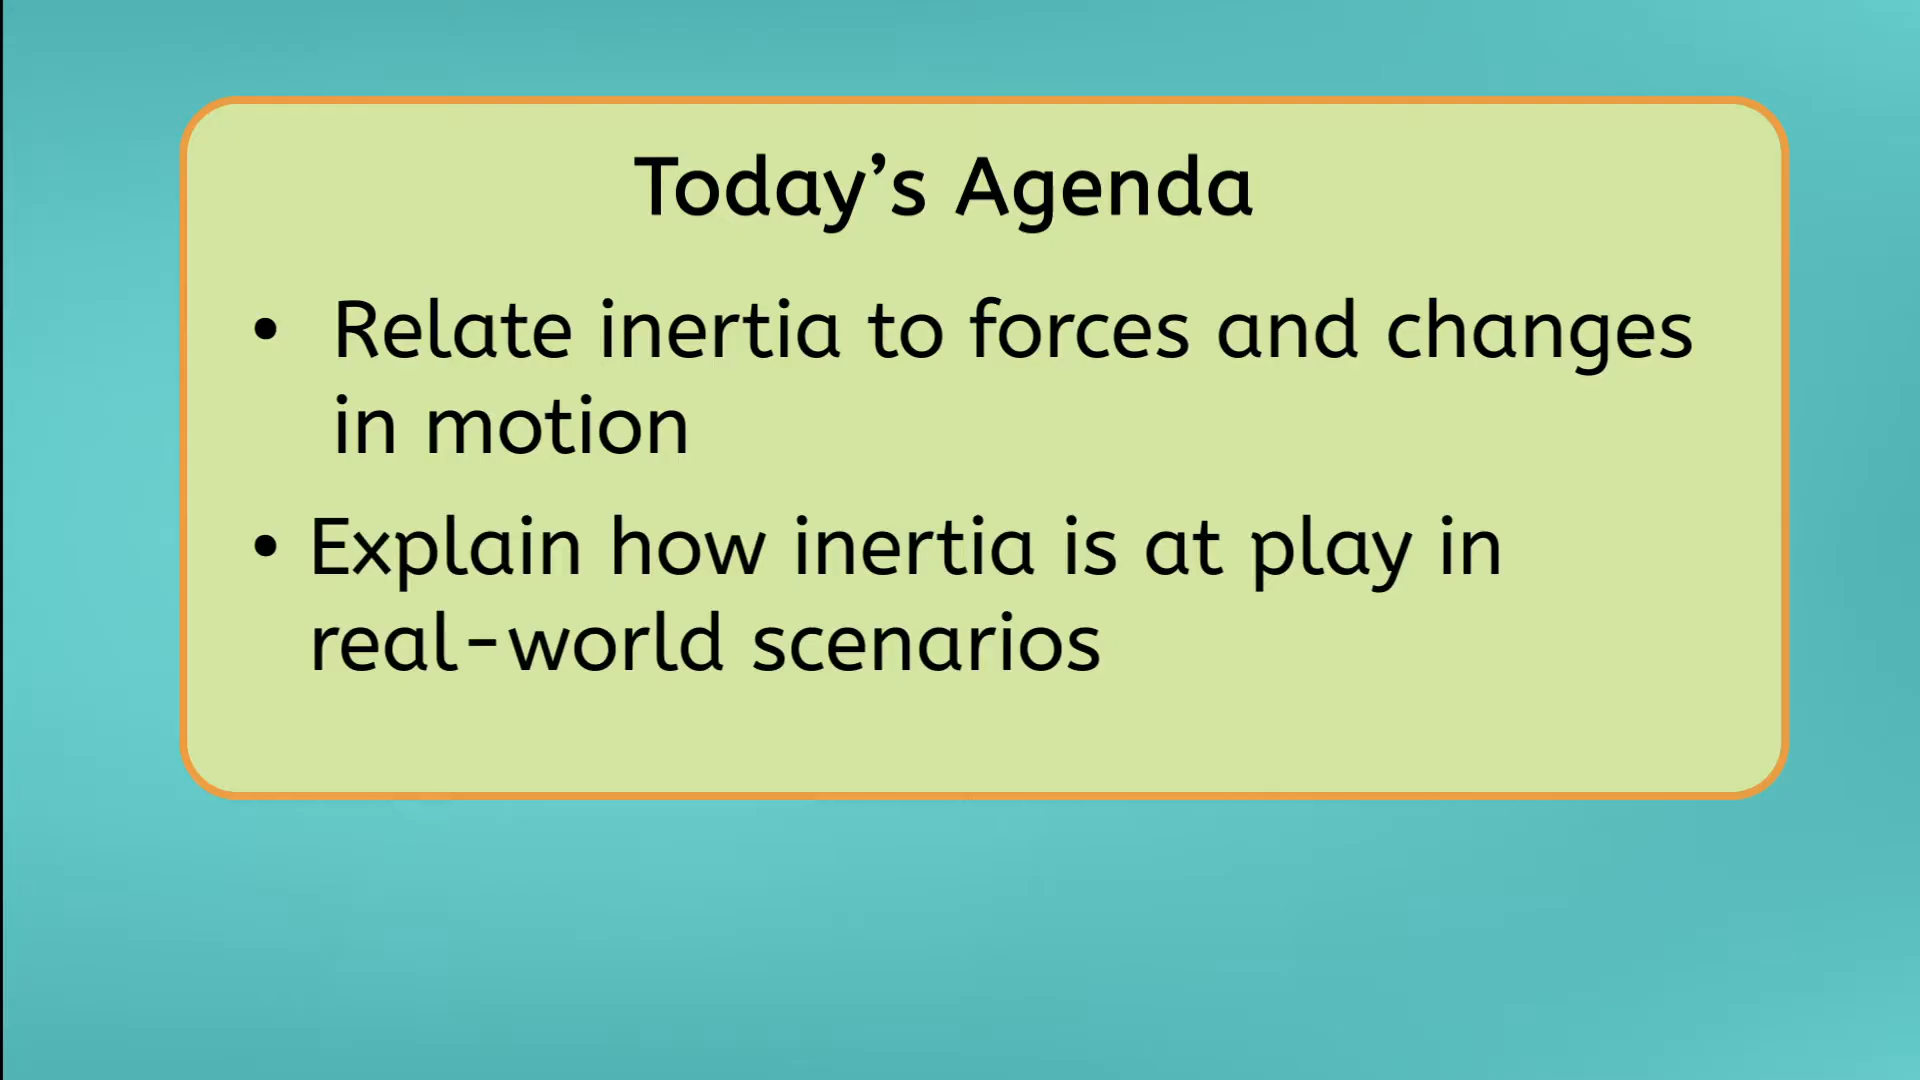 Today’s Agenda
• Relate inertia to forces and changes
in motion
• Explain how inertia is at play in
real-world scenarios